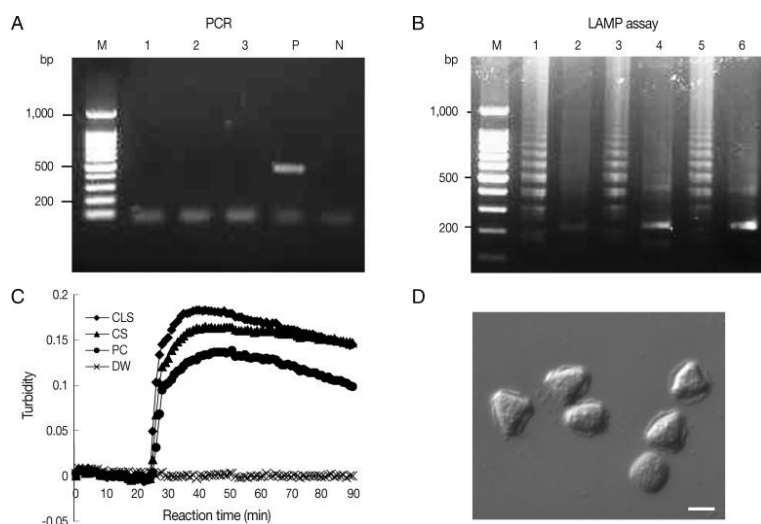 A
PCR
M 1 2 3 P N
bp
1,000
500
200
B
LAMP assay
M 1 2 3 4 5 6
bp
1,000
500
200
C
0.2
0.15
0.1
0.05
0
-0.05
Turbidity
CLS
CS
PC
DW
0 10 20 30 40 50 60 70 80 90
Reaction time (min)
D